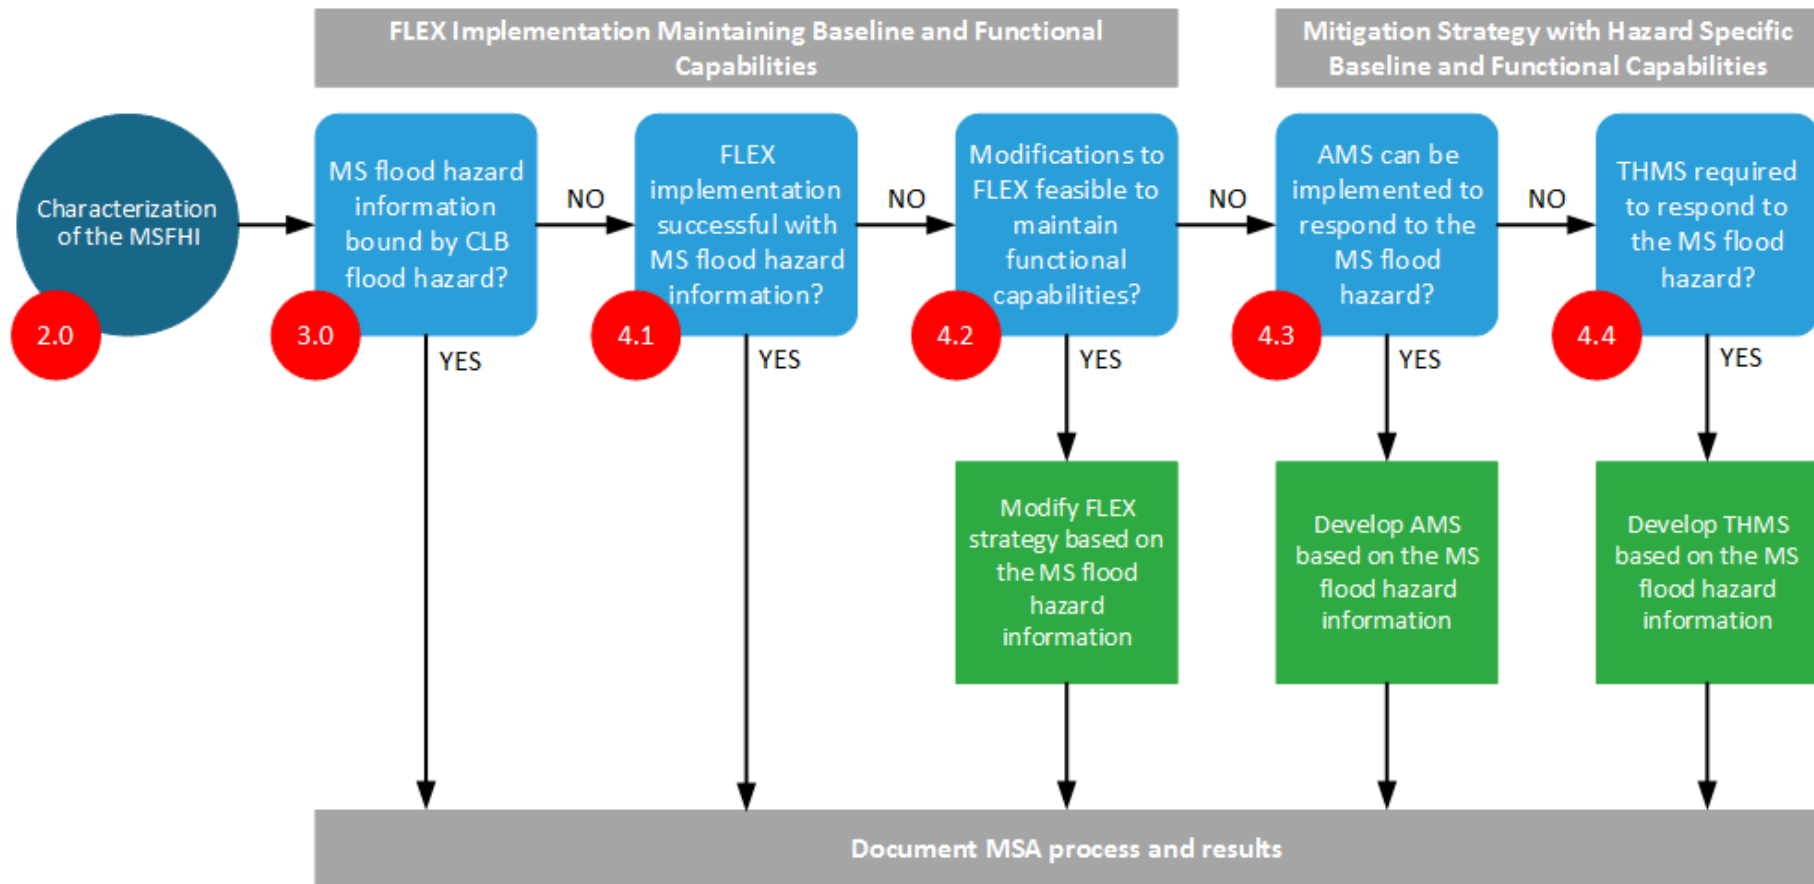 FLEX Implementation Maintaining Baseline and Functional
Capabilities
Mitigation Strategy with Hazard Specific
Baseline and Functional Capabilities
Characterization
of the MSFHI
2.0
MS flood hazard
information
bound by CLB
flood hazard?
3.0
NO
YES
FLEX
implementation
successful with
MS flood hazard
information?
4.1
NO
YES
Modifications to
FLEX feasible to
maintain
functional
capabilities?
4.2
NO
YES
AMS can be
implemented to
respond to the
MS flood
hazard?
4.3
NO
YES
THMS required
to respond to
the MS flood
hazard?
4.4
YES
Modify FLEX
strategy based on
the MS flood
hazard
information
Develop AMS
based on the MS
flood hazard
information
Develop THMS
based on the MS
flood hazard
information
Document MSA process and results